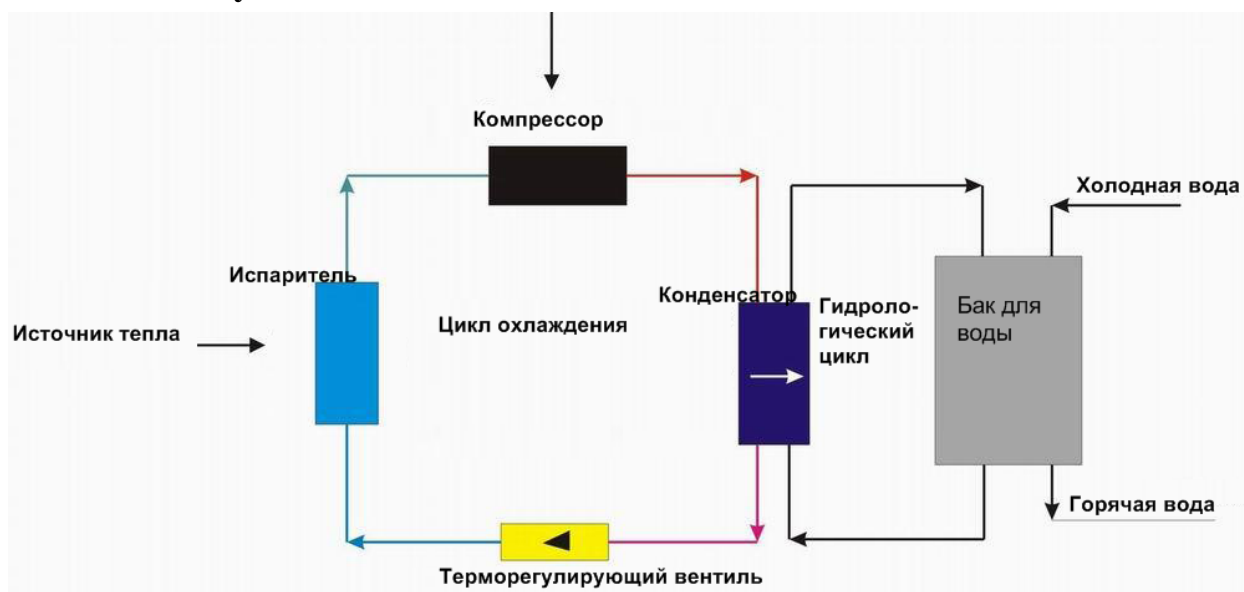 Компрессор
Холодная вода
Испаритель
Конденсатор
Гидроло-
гический
цикл
Бак для
воды
Цикл охлаждения
Источник тепла
Горячая вода
Терморегулирующий вентиль